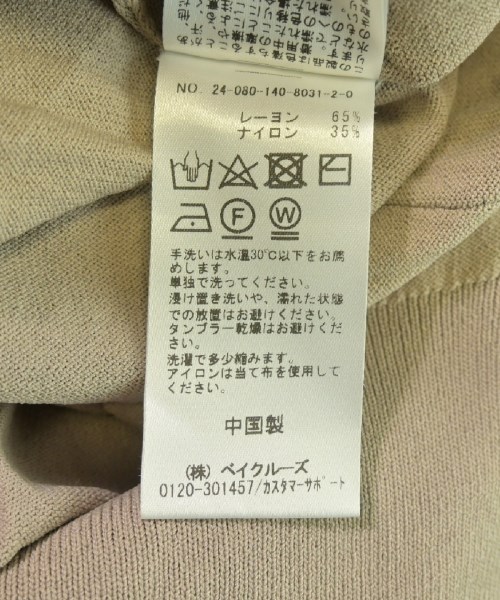 NO. 24-080-140-8031-2-0
レーヨン 65%
ナイロン 35%
F
W
手洗いは水温30℃以下をお薦
めします。
単独で洗ってください。
浸け置き洗いや、濡れた状態
での放置はお避けください。
タンブラー乾燥はお避けくだ
さい。
洗濯で多少縮みます。
アイロンは当て布を使用して
ください。
中国製
(株) ベイクルーズ
0120-301457/カスタマーサポート